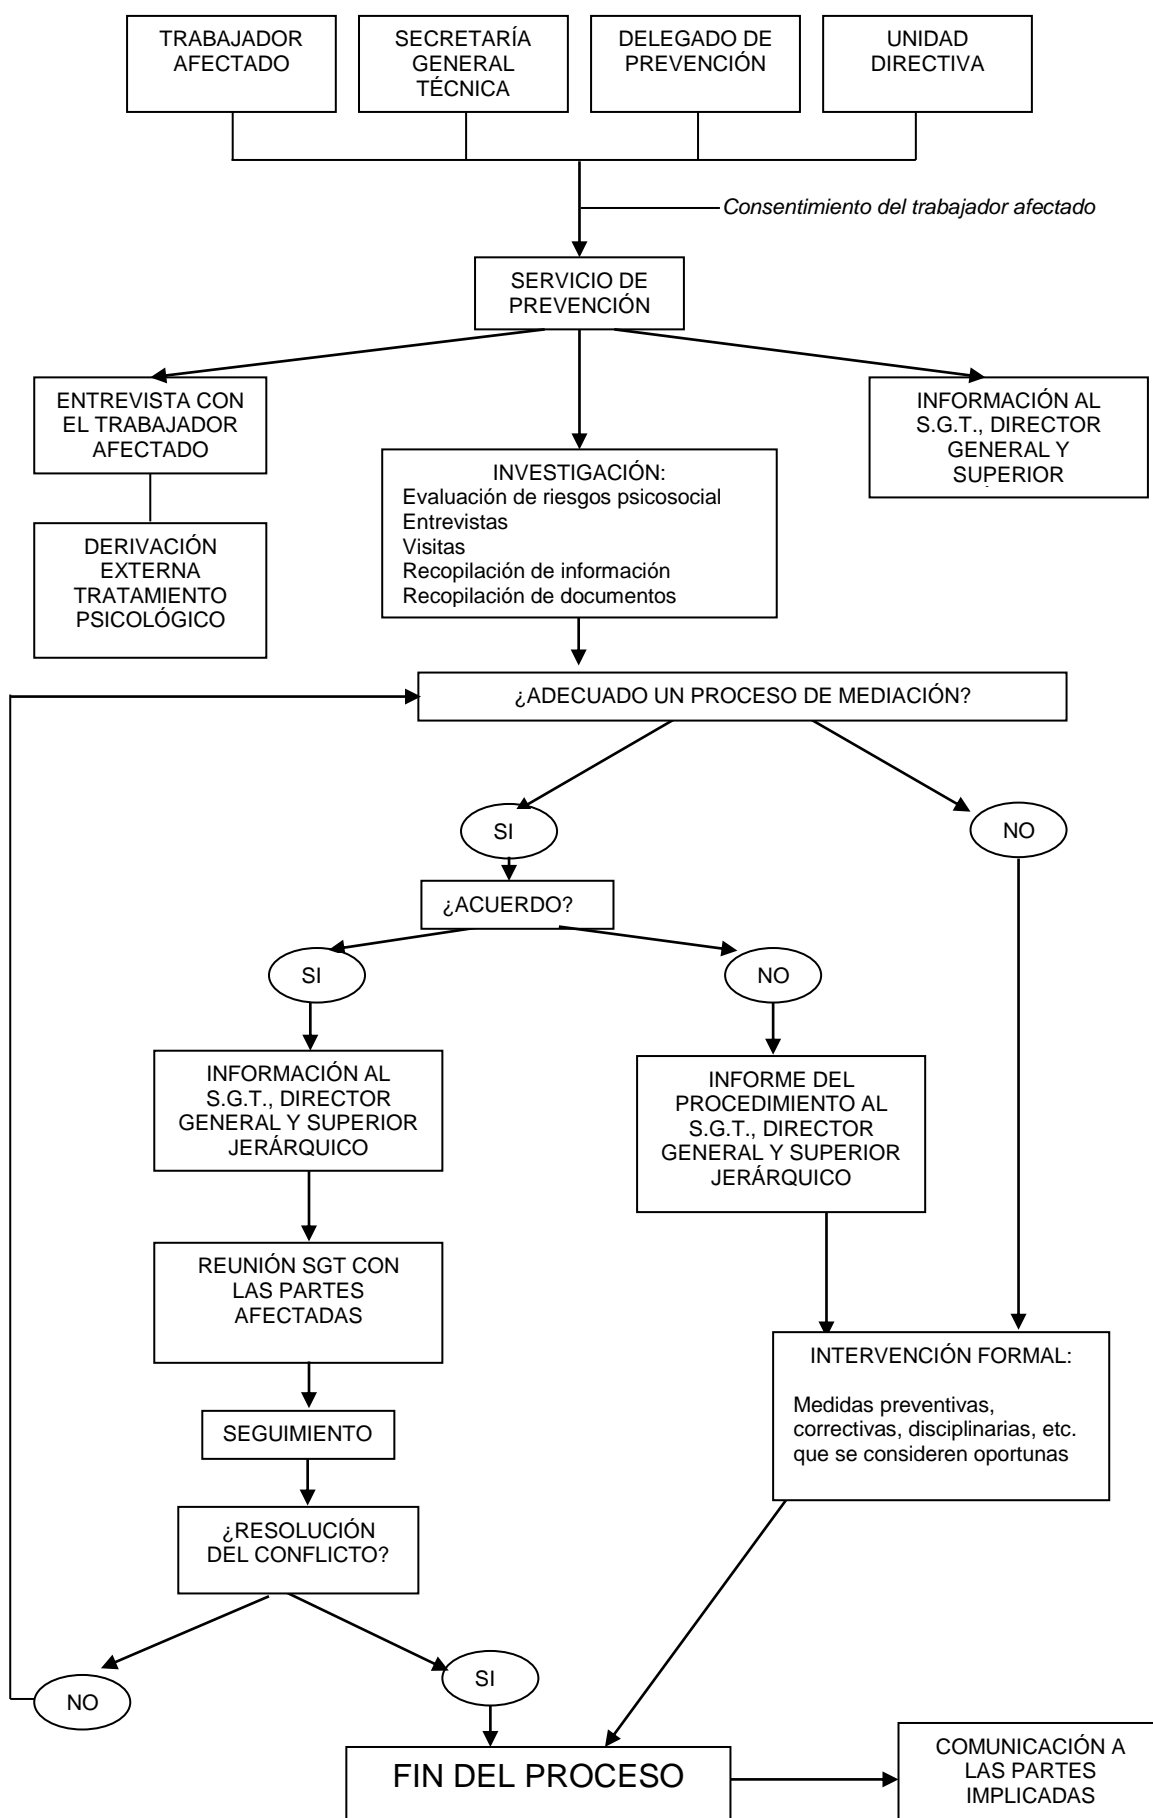 TRABAJADOR
AFECTADO
SECRETARÍA
GENERAL
TÉCNICA
DELEGADO DE
PREVENCIÓN
UNIDAD
DIRECTIVA
Consentimiento del trabajador afectado
SERVICIO DE
PREVENCIÓN
ENTREVISTA CON
EL TRABAJADOR
AFECTADO
INVESTIGACIÓN:
Evaluación de riesgos psicosocial
Entrevistas
Visitas
Recopilación de información
Recopilación de documentos
INFORMACIÓN AL
S.G.T., DIRECTOR
GENERAL Y
SUPERIOR
DERIVACIÓN
EXTERNA
TRATAMIENTO
PSICOLÓGICO
¿ADECUADO UN PROCESO DE MEDIACIÓN?
SI
NO
¿ACUERDO?
SI
NO
INFORMACIÓN AL
S.G.T., DIRECTOR
GENERAL Y SUPERIOR
JERÁRQUICO
INFORME DEL
PROCEDIMIENTO AL
S.G.T., DIRECTOR
GENERAL Y SUPERIOR
JERÁRQUICO
REUNIÓN SGT CON
LAS PARTES
AFECTADAS
INTERVENCIÓN FORMAL:
Medidas preventivas,
correctivas, disciplinarias, etc.
que se consideren oportunas
SEGUIMIENTO
¿RESOLUCIÓN
DEL CONFLICTO?
NO
SI
FIN DEL PROCESO
COMUNICACIÓN A
LAS PARTES
IMPLICADAS